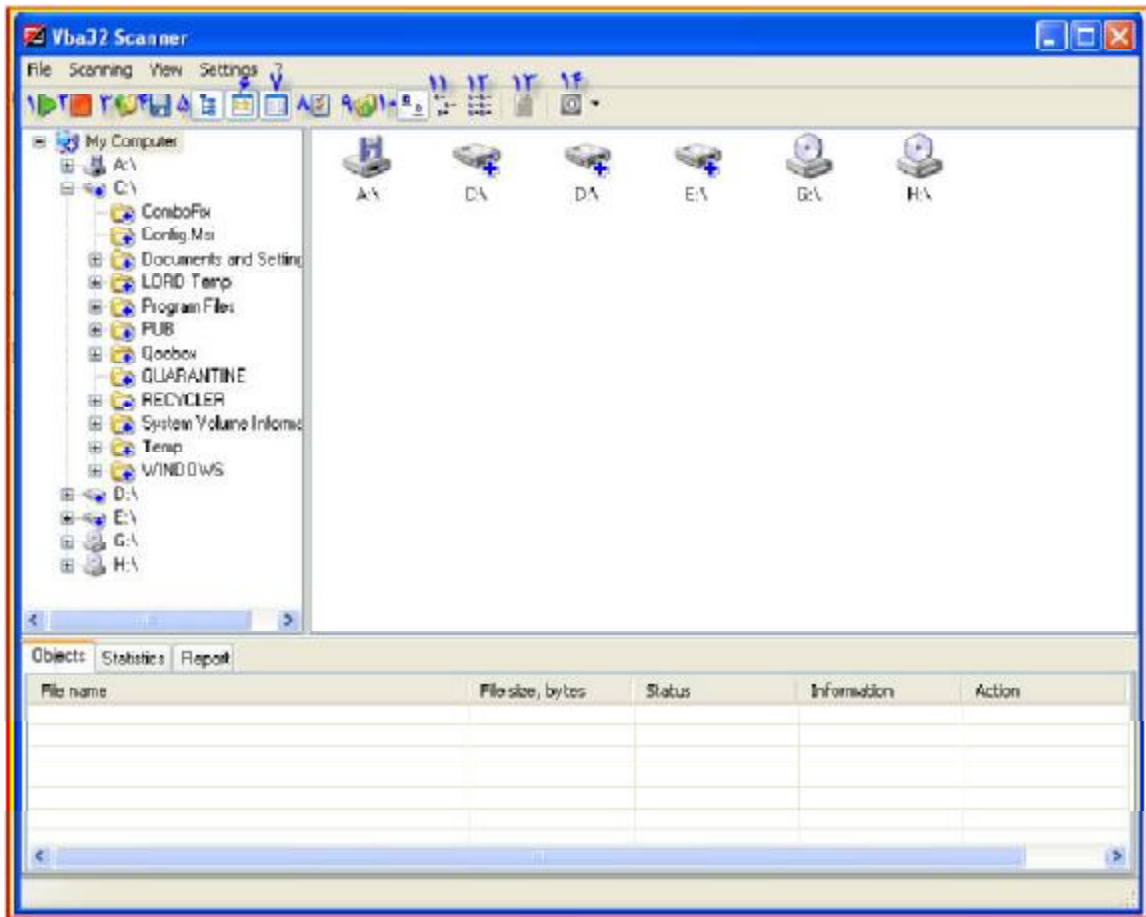 Vba32 Scanner
File Scanning View Settings ?
۱ ۲ ۳ ۴ ۵ ۶ ۷ ۸ ۹ ۱۰ ۱۱ ۱۲ ۱۳ ۱۴
My Computer
A:\
C:\
ComboFix
Config.Msi
Documents and Setting
LORD Temp
Program Files
PUB
Qoobox
QUARANTINE
RECYCLER
System Volume Informa
Temp
WINDOWS
D:\
E:\
G:\
H:\
A:\ D:\ E:\ G:\ H:\
Objects Statistics Report
File name File size, bytes Status Information Action